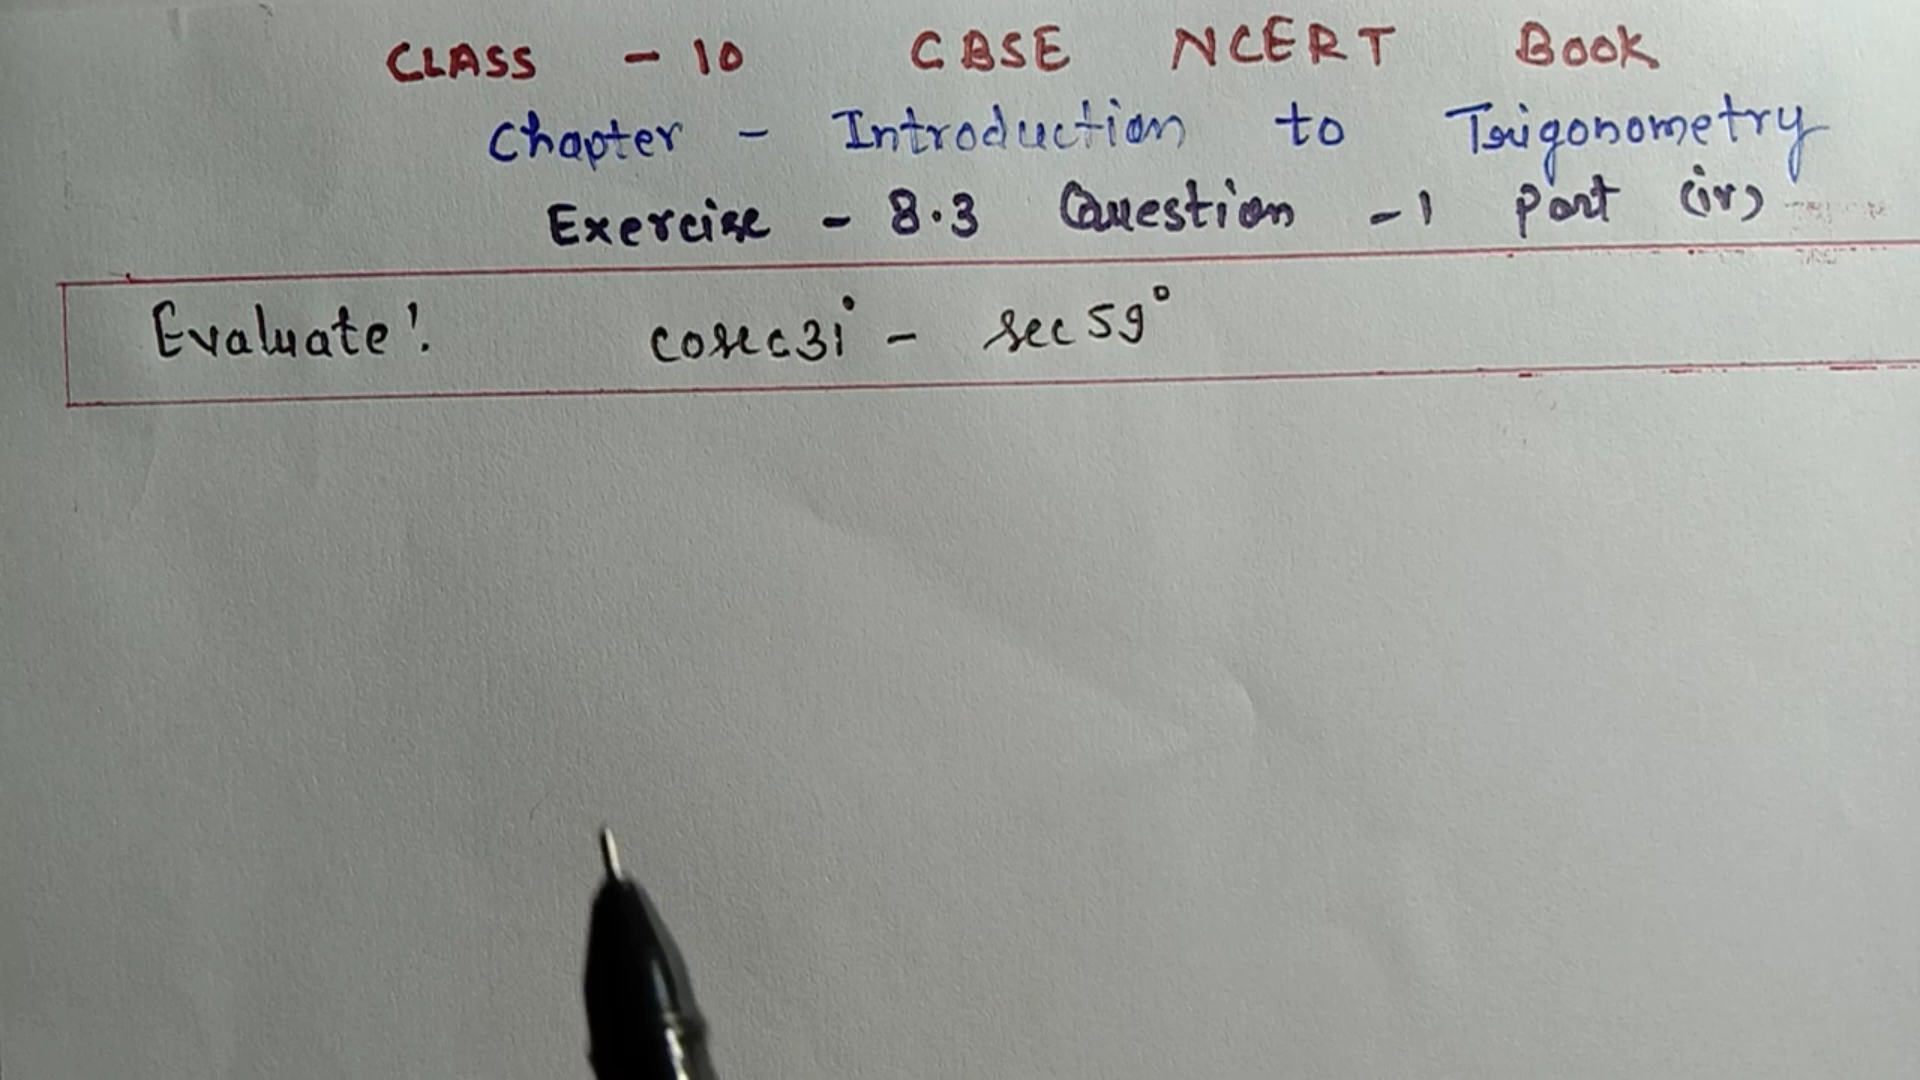 CLASS - 10 CBSE NCERT Book
Chapter - Introduction to Trigonometry
Exercise - 8.3 Question - 1 Part (iv)
Evaluate: cosec 31° - sec 59°